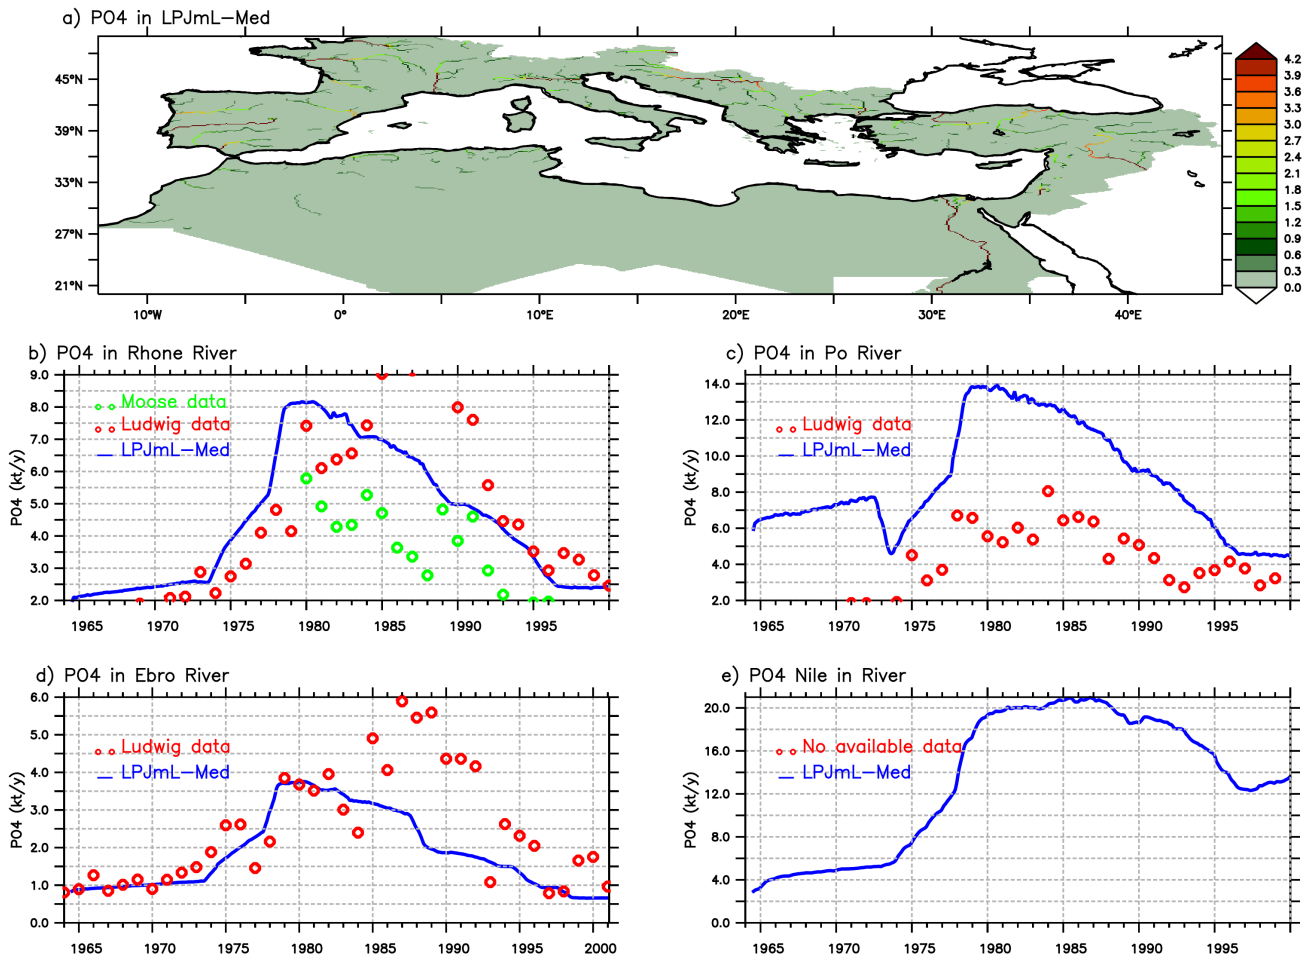 a) PO4 in LPJmL-Med
45°N
39°N
33°N
27°N
21°N
10°W 0° 10°E 20°E 30°E 40°E
4.2
3.9
3.6
3.3
3.0
2.7
2.4
2.1
1.8
1.5
1.2
0.9
0.6
0.3
0.0
b) PO4 in Rhone River
PO4 (kt/y)
9.0
8.0
7.0
6.0
5.0
4.0
3.0
2.0
Moose data
Ludwig data
LPJmL-Med
1965 1970 1975 1980 1985 1990 1995
c) PO4 in Po River
PO4 (kt/y)
14.0
12.0
10.0
8.0
6.0
4.0
2.0
Ludwig data
LPJmL-Med
1965 1970 1975 1980 1985 1990 1995
d) PO4 in Ebro River
PO4 (kt/y)
6.0
5.0
4.0
3.0
2.0
1.0
0.0
Ludwig data
LPJmL-Med
1965 1970 1975 1980 1985 1990 1995 2000
e) PO4 Nile in River
PO4 (kt/y)
20.0
16.0
12.0
8.0
4.0
0.0
No available data
LPJmL-Med
1965 1970 1975 1980 1985 1990 1995